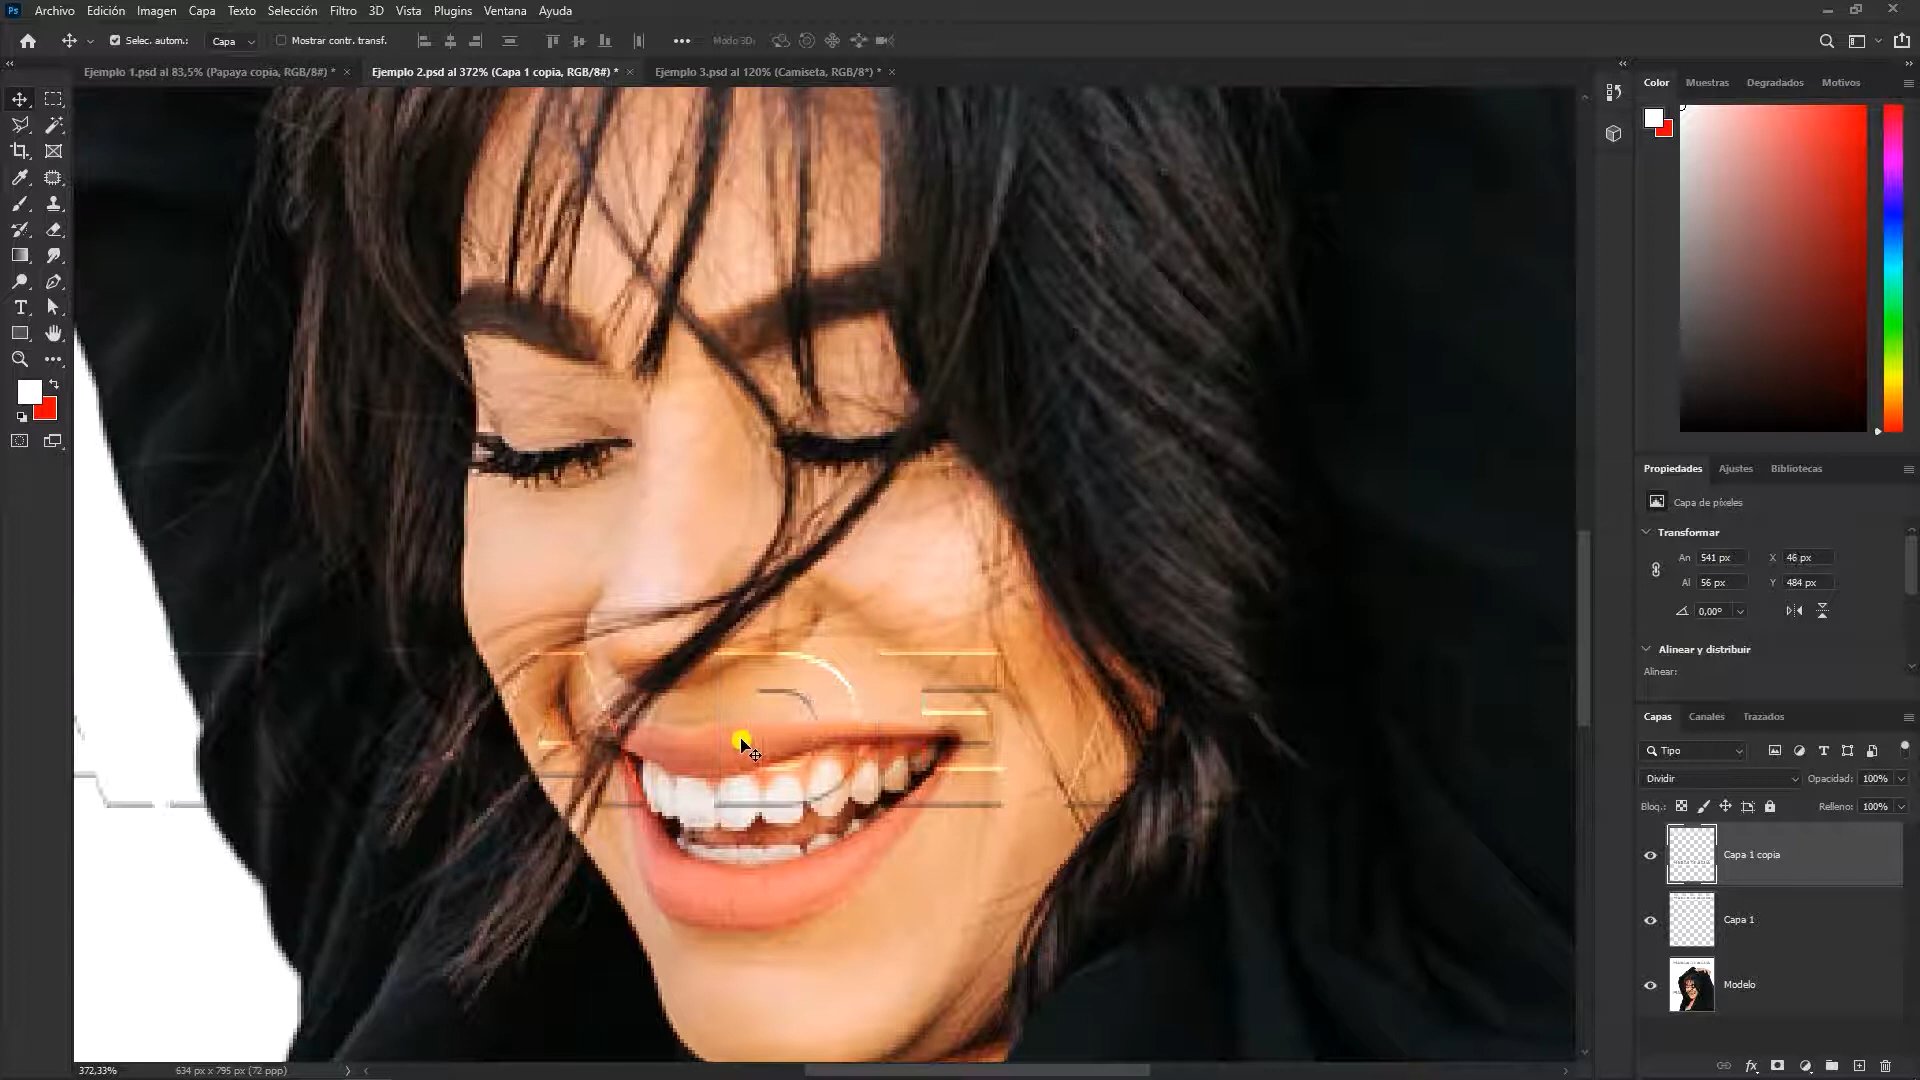 Ps Archivo Edición Imagen Capa Texto Selección Filtro 3D Vista Plugins Ventana Ayuda
Selec. autom.: Capa Mostrar contr. transf. Modo 3D:
Ejemplo 1.psd al 83,5% (Papaya copia, RGB/8#) * Ejemplo 2.psd al 372% (Capa 1 copia, RGB/8#) * Ejemplo 3.psd al 120% (Camiseta, RGB/8*) *
Color Muestras Degradados Motivos
Propiedades Ajustes Bibliotecas
Capa de píxeles
Transformar
An 541 px X 46 px
Al 56 px Y 484 px
0,00°
Alinear y distribuir
Alinear:
Capas Canales Trazados
Tipo
Dividir Opacidad: 100%
Bloq.: Relleno: 100%
Capa 1 copia
Capa 1
Modelo
372,33% 634 px x 795 px (72 ppp)